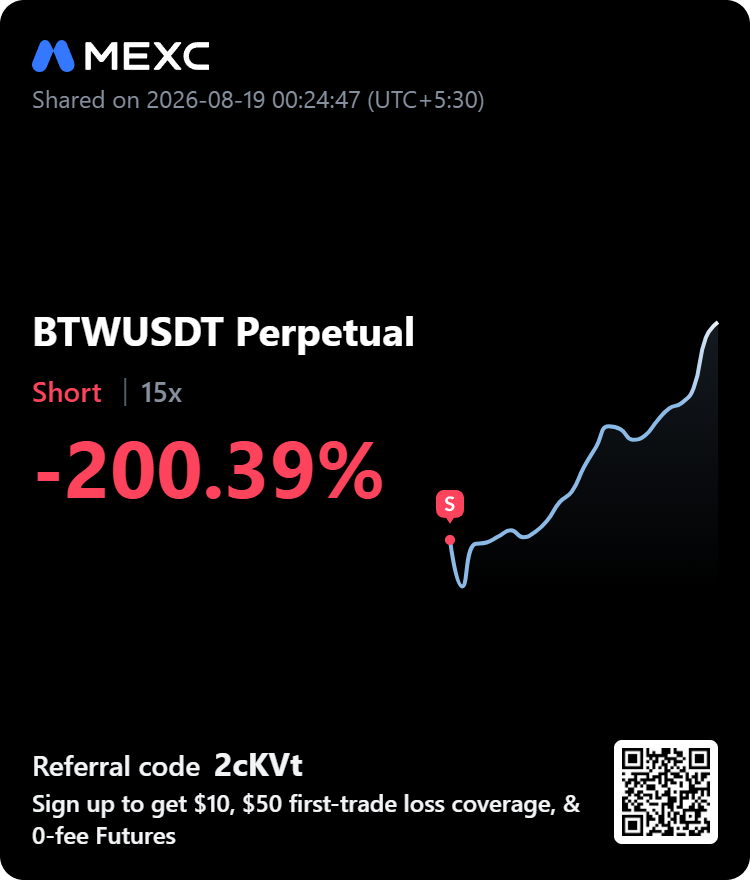 MEXC
Shared on 2026-08-19 00:24:47 (UTC+5:30)
BTWUSDT Perpetual
Short | 15x
-200.39%
S
Referral code 2cKVt
Sign up to get $10, $50 first-trade loss coverage, &
0-fee Futures